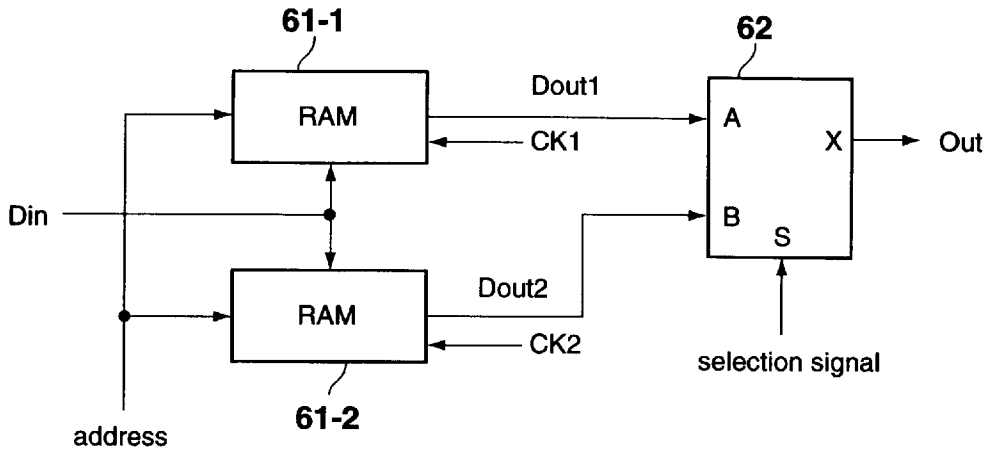 61-1
62
RAM
Dout1
CK1
A
X
Out
Din
B
S
RAM
Dout2
CK2
selection signal
61-2
address